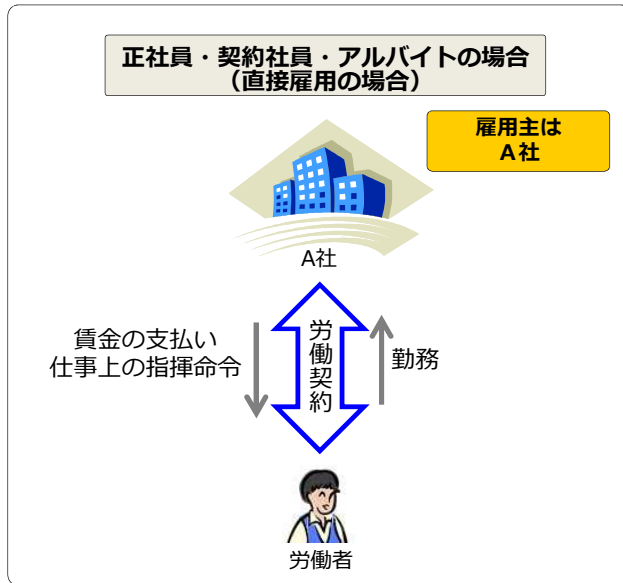 正社員・契約社員・アルバイトの場合
（直接雇用の場合）
雇用主は
A社
A社
賃金の支払い
仕事上の指揮命令
労働契約
勤務
労働者